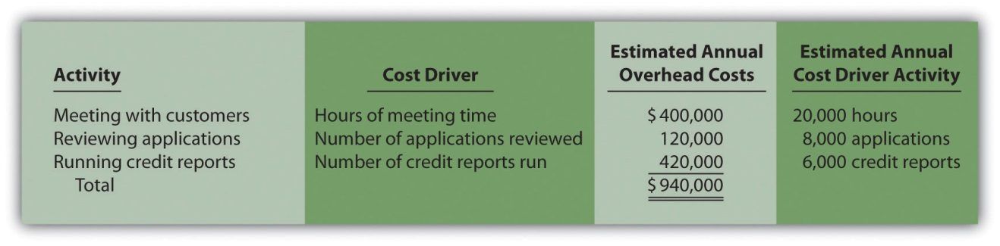 Activity Cost Driver Estimated Annual Overhead Costs Estimated Annual Cost Driver Activity
Meeting with customers Hours of meeting time $ 400,000 20,000 hours
Reviewing applications Number of applications reviewed 120,000 8,000 applications
Running credit reports Number of credit reports run 420,000 6,000 credit reports
Total $ 940,000